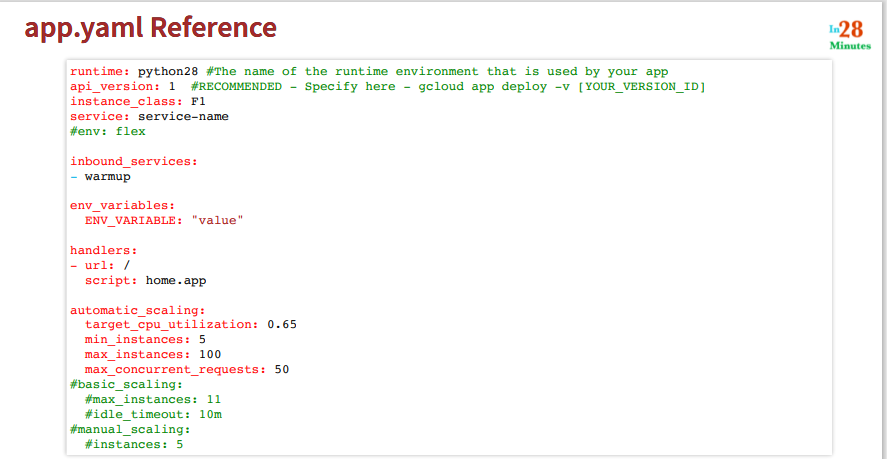 app.yaml Reference
In28
Minutes
runtime: python28 #The name of the runtime environment that is used by your app
api_version: 1  #RECOMMENDED - Specify here - gcloud app deploy -v [YOUR_VERSION_ID]
instance_class: F1
service: service-name
#env: flex
inbound_services:
- warmup
env_variables:
  ENV_VARIABLE: "value"
handlers:
- url: /
  script: home.app
automatic_scaling:
  target_cpu_utilization: 0.65
  min_instances: 5
  max_instances: 100
  max_concurrent_requests: 50
#basic_scaling:
  #max_instances: 11
  #idle_timeout: 10m
#manual_scaling:
  #instances: 5